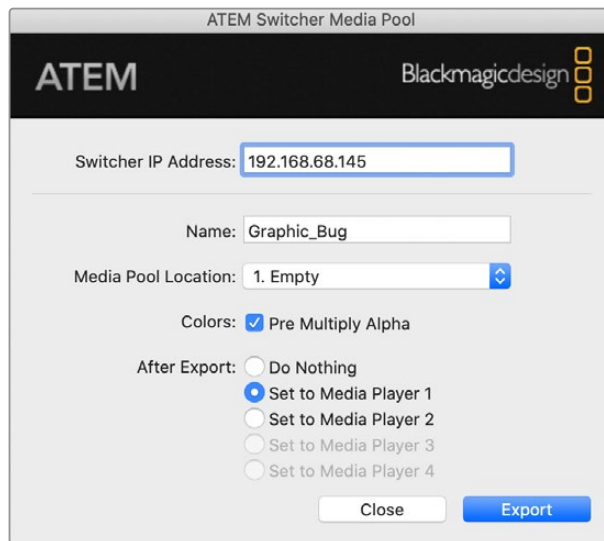 ATEM Switcher Media Pool
ATEM Blackmagicdesign
Switcher IP Address: 192.168.68.145
Name: Graphic_Bug
Media Pool Location: 1. Empty
Colors: Pre Multiply Alpha
After Export: Do Nothing
Set to Media Player 1
Set to Media Player 2
Set to Media Player 3
Set to Media Player 4
Close Export